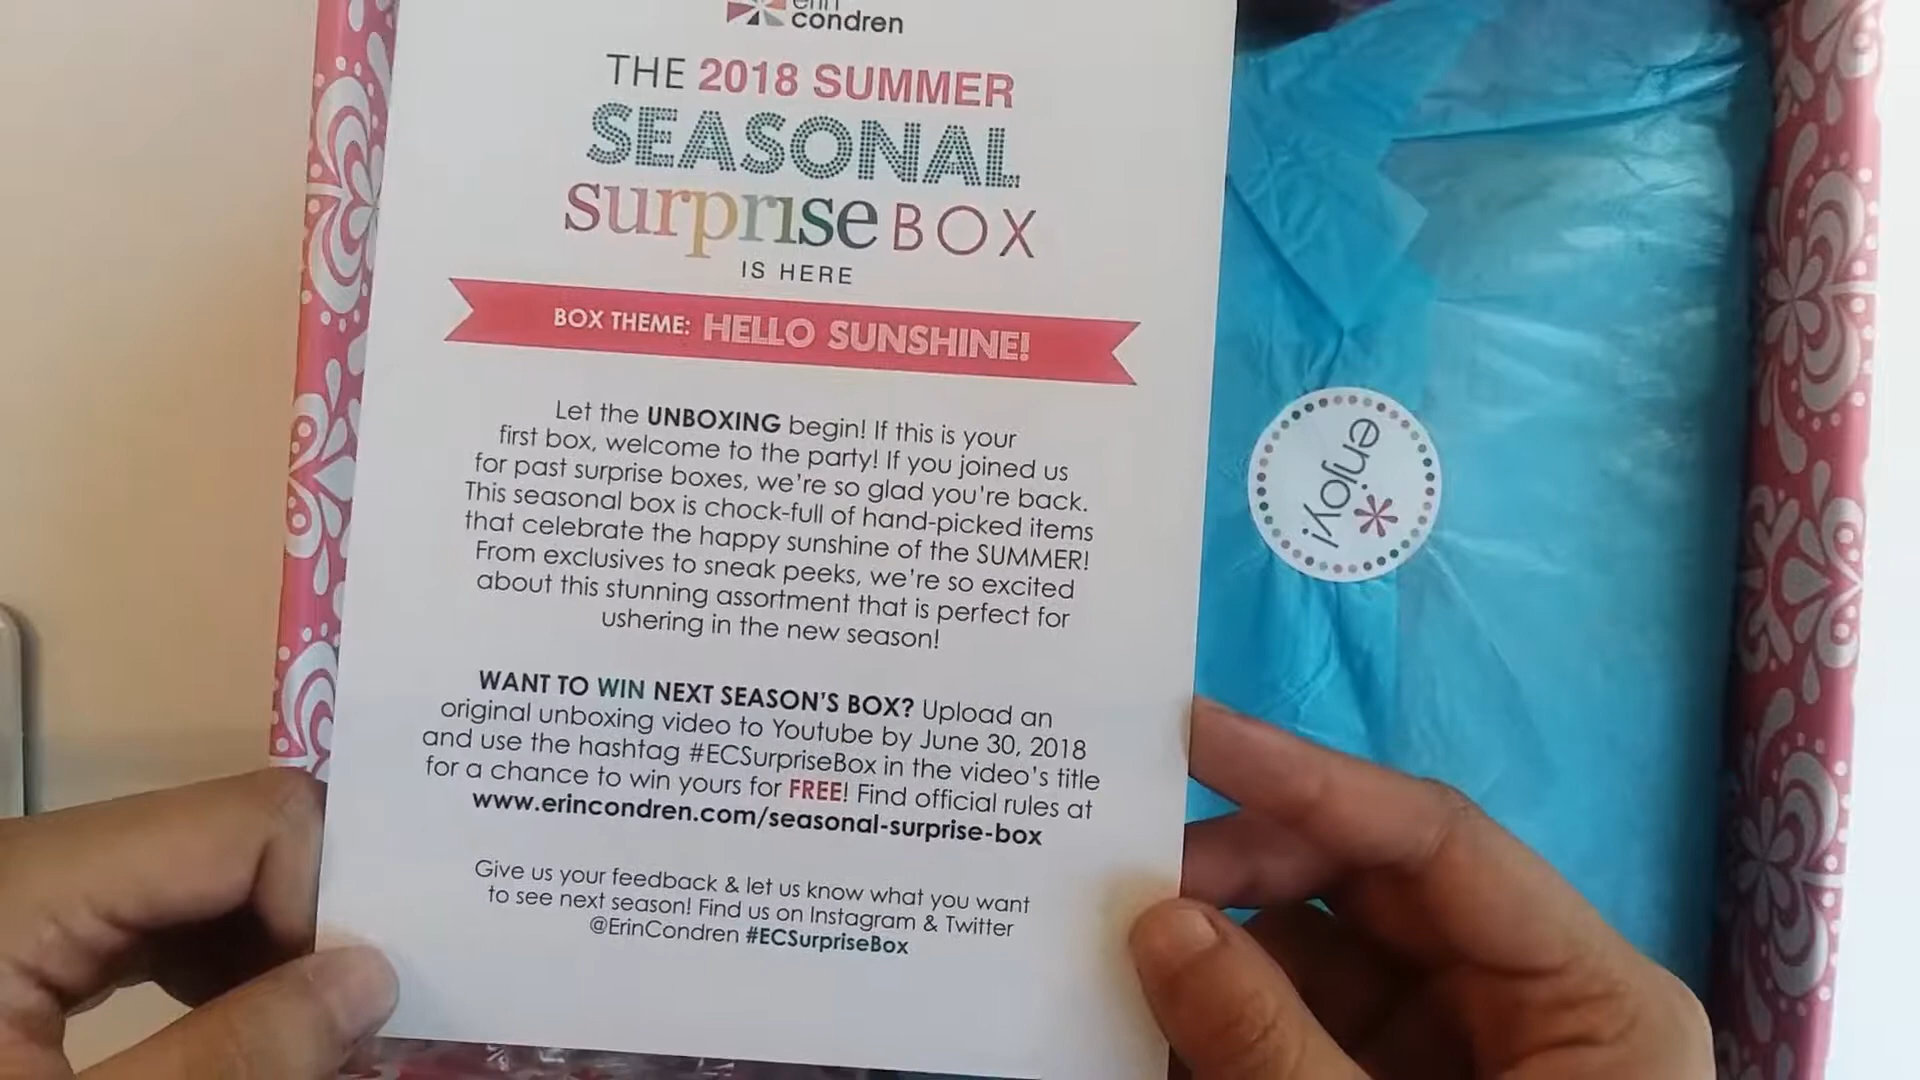 erin
condren
THE 2018 SUMMER
SEASONAL
surprise BOX
IS HERE
BOX THEME: HELLO SUNSHINE!
Let the UNBOXING begin! If this is your
first box, welcome to the party! If you joined us
for past surprise boxes, we're so glad you're back.
This seasonal box is chock-full of hand-picked items
that celebrate the happy sunshine of the SUMMER!
From exclusives to sneak peeks, we're so excited
about this stunning assortment that is perfect for
ushering in the new season!
WANT TO WIN NEXT SEASON'S BOX? Upload an
original unboxing video to Youtube by June 30, 2018
and use the hashtag #ECSurpriseBox in the video's title
for a chance to win yours for FREE! Find official rules at
www.erincondren.com/seasonal-surprise-box
Give us your feedback & let us know what you want
to see next season! Find us on Instagram & Twitter
@ErinCondren #ECSurpriseBox
enjoy!